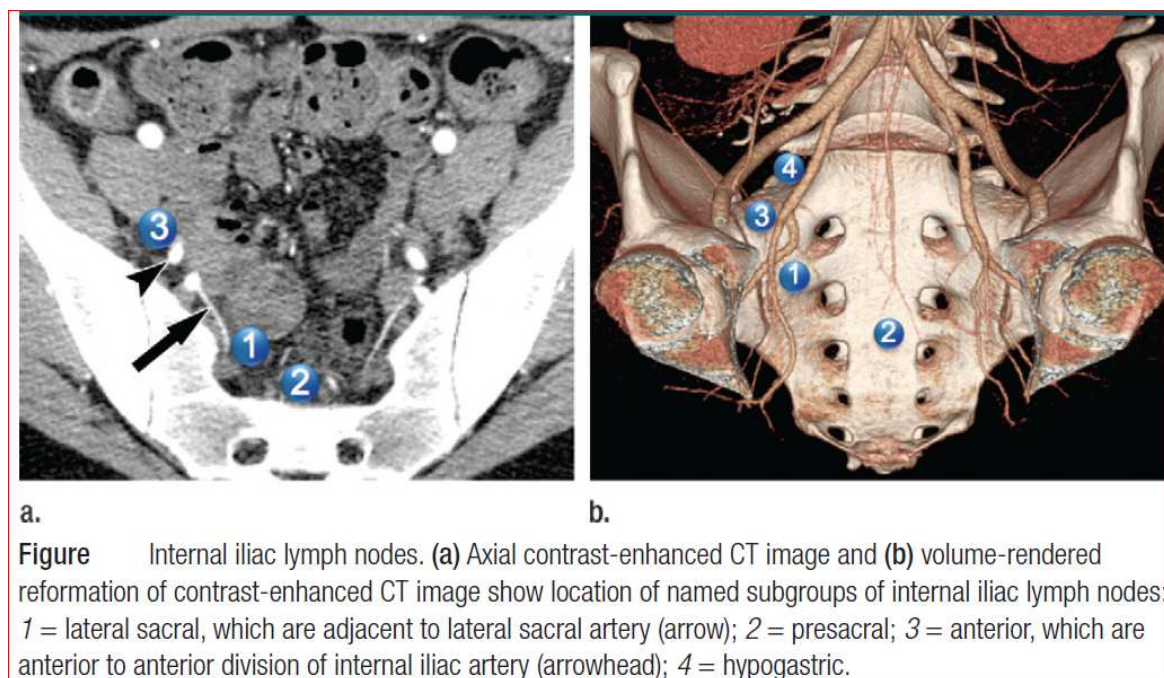 3
1
2
4
3
1
2
a.
b.
Figure Internal iliac lymph nodes. (a) Axial contrast-enhanced CT image and (b) volume-rendered
reformation of contrast-enhanced CT image show location of named subgroups of internal iliac lymph nodes:
1 = lateral sacral, which are adjacent to lateral sacral artery (arrow); 2 = presacral; 3 = anterior, which are
anterior to anterior division of internal iliac artery (arrowhead); 4 = hypogastric.